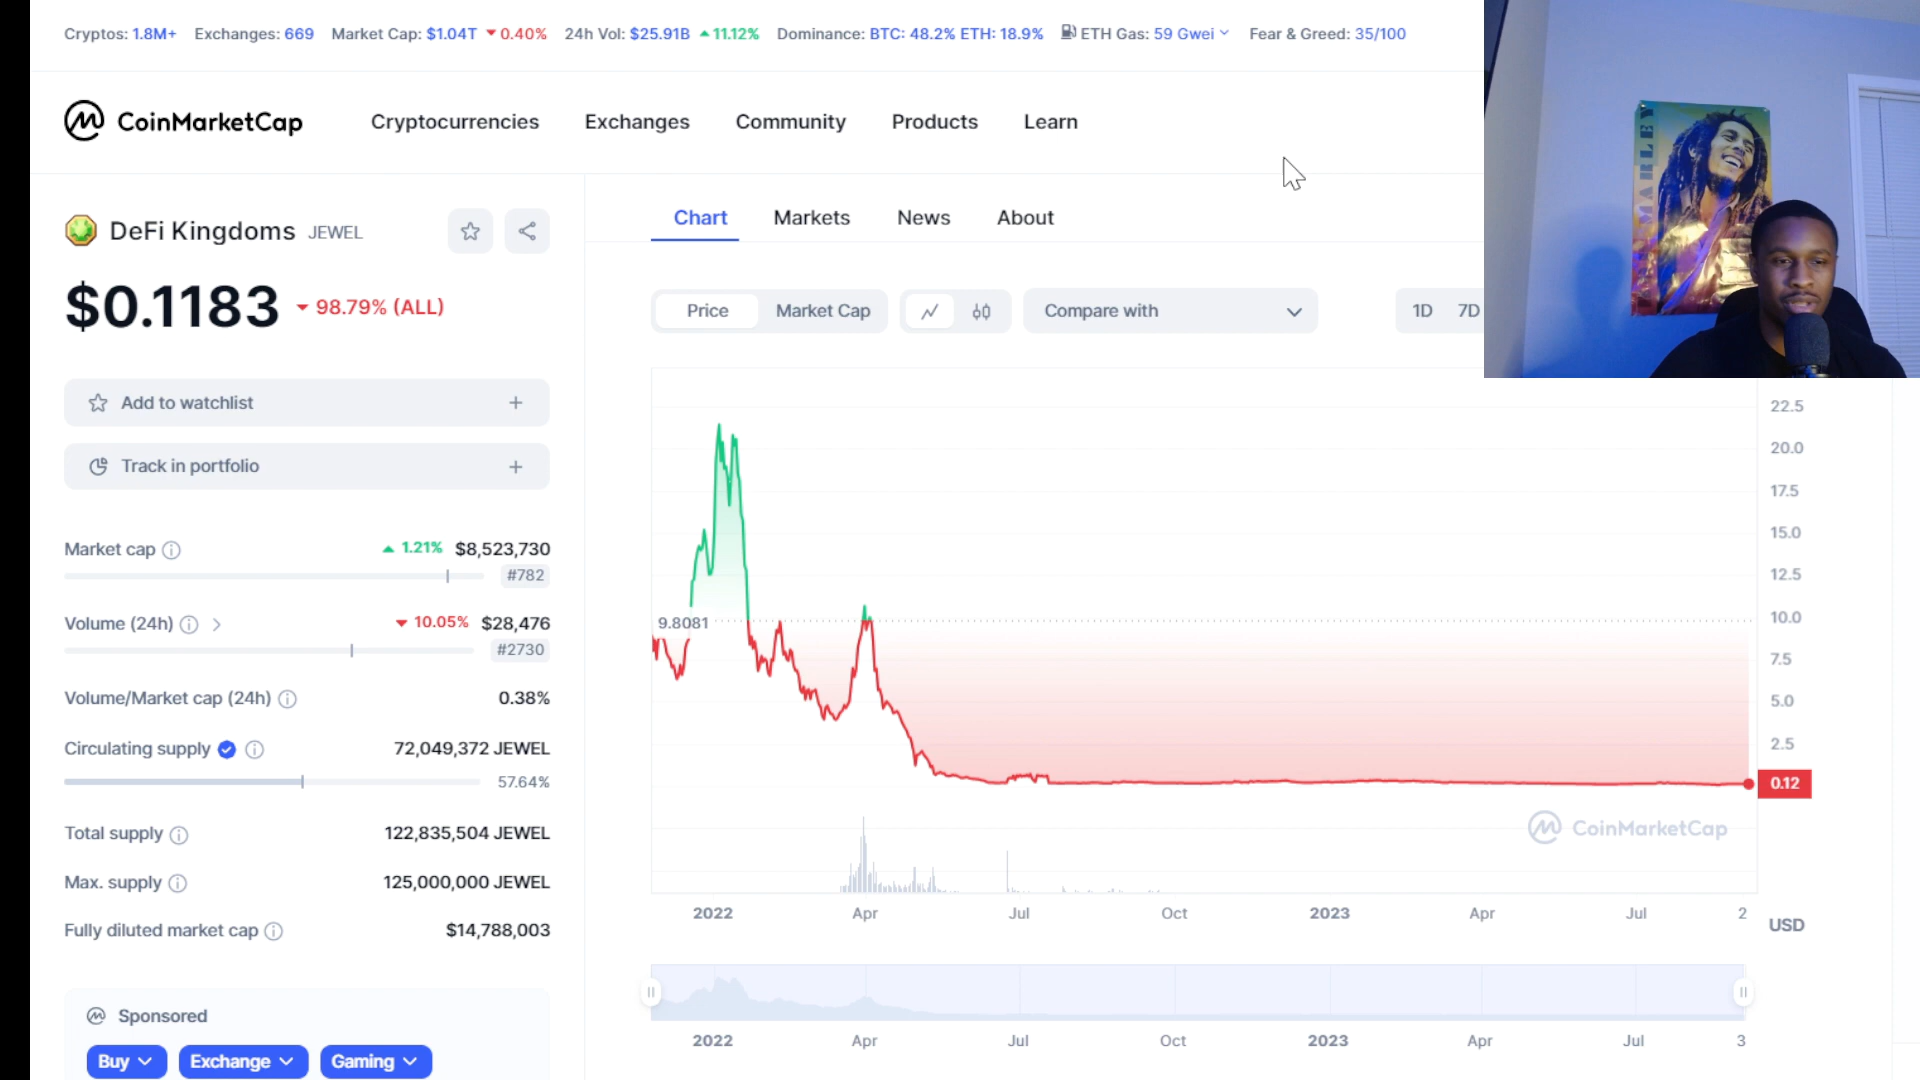 Cryptos: 1.8M+ Exchanges: 669 Market Cap: $1.04T 0.40% 24h Vol: $25.91B 11.12% Dominance: BTC: 48.2% ETH: 18.9% ETH Gas: 59 Gwei Fear & Greed: 35/100
CoinMarketCap Cryptocurrencies Exchanges Community Products Learn
MARLEY
DeFi Kingdoms JEWEL
$0.1183 98.79% (ALL)
Add to watchlist +
Track in portfolio +
Market cap 1.21% $8,523,730
#782
Volume (24h) 10.05% $28,476
#2730
Volume/Market cap (24h) 0.38%
Circulating supply 72,049,372 JEWEL
57.64%
Total supply 122,835,504 JEWEL
Max. supply 125,000,000 JEWEL
Fully diluted market cap $14,788,003
Sponsored
Buy Exchange Gaming
Chart Markets News About
Price Market Cap Compare with 1D 7D
22.5
20.0
17.5
15.0
12.5
9.8081 10.0
7.5
5.0
2.5
0.12
CoinMarketCap
2022 Apr Jul Oct 2023 Apr Jul 2
USD
2022 Apr Jul Oct 2023 Apr Jul 3